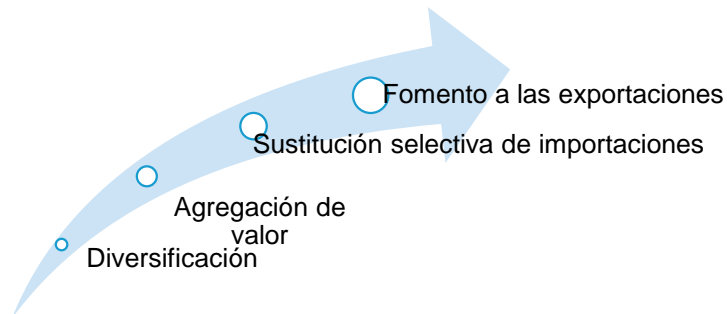 Fomento a las exportaciones
Sustitución selectiva de importaciones
Agregación de
valor
Diversificación